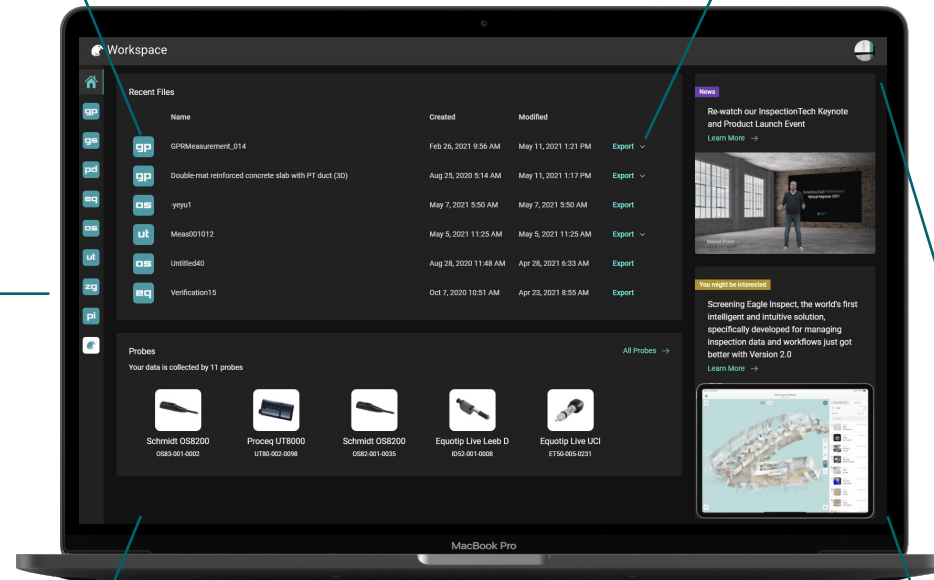 Workspace
Recent Files
Name Created Modified
gp GPRMeasurement_014 Feb 26, 2021 9:56 AM May 11, 2021 1:21 PM Export
gp Double-mat reinforced concrete slab with PT duct (3D) Aug 25, 2020 5:14 AM May 11, 2021 1:17 PM Export
os -yeyu1 May 7, 2021 5:50 AM May 7, 2021 5:50 AM Export
ut Meas001012 May 5, 2021 11:25 AM May 5, 2021 11:25 AM Export
os Untitled40 Aug 28, 2020 11:48 AM Apr 28, 2021 6:33 AM Export
eq Verification15 Oct 7, 2020 10:51 AM Apr 23, 2021 8:55 AM Export
gp
gs
pd
eq
os
ut
zg
pi
Probes All Probes →
Your data is collected by 11 probes
Schmidt OS8200 Proceq UT8000 Schmidt OS8200 Equotip Live Leeb D Equotip Live UCI
OS83-001-0002 UT80-002-0098 OS82-001-0035 ID52-001-0008 ET50-005-0231
News
Re-watch our InspectionTech Keynote
and Product Launch Event
Learn More →
You might be interested
Screening Eagle Inspect, the world's first
intelligent and intuitive solution,
specifically developed for managing
inspection data and workflows just got
better with Version 2.0
Learn More →
MacBook Pro